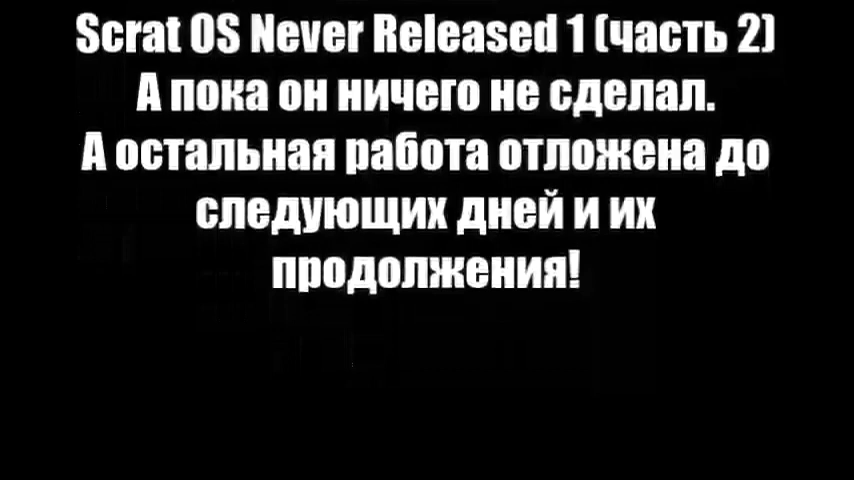 Scrat OS Never Released 1 (часть 2)
А пока он ничего не сделал.
А остальная работа отложена до
следующих дней и их
продолжения!